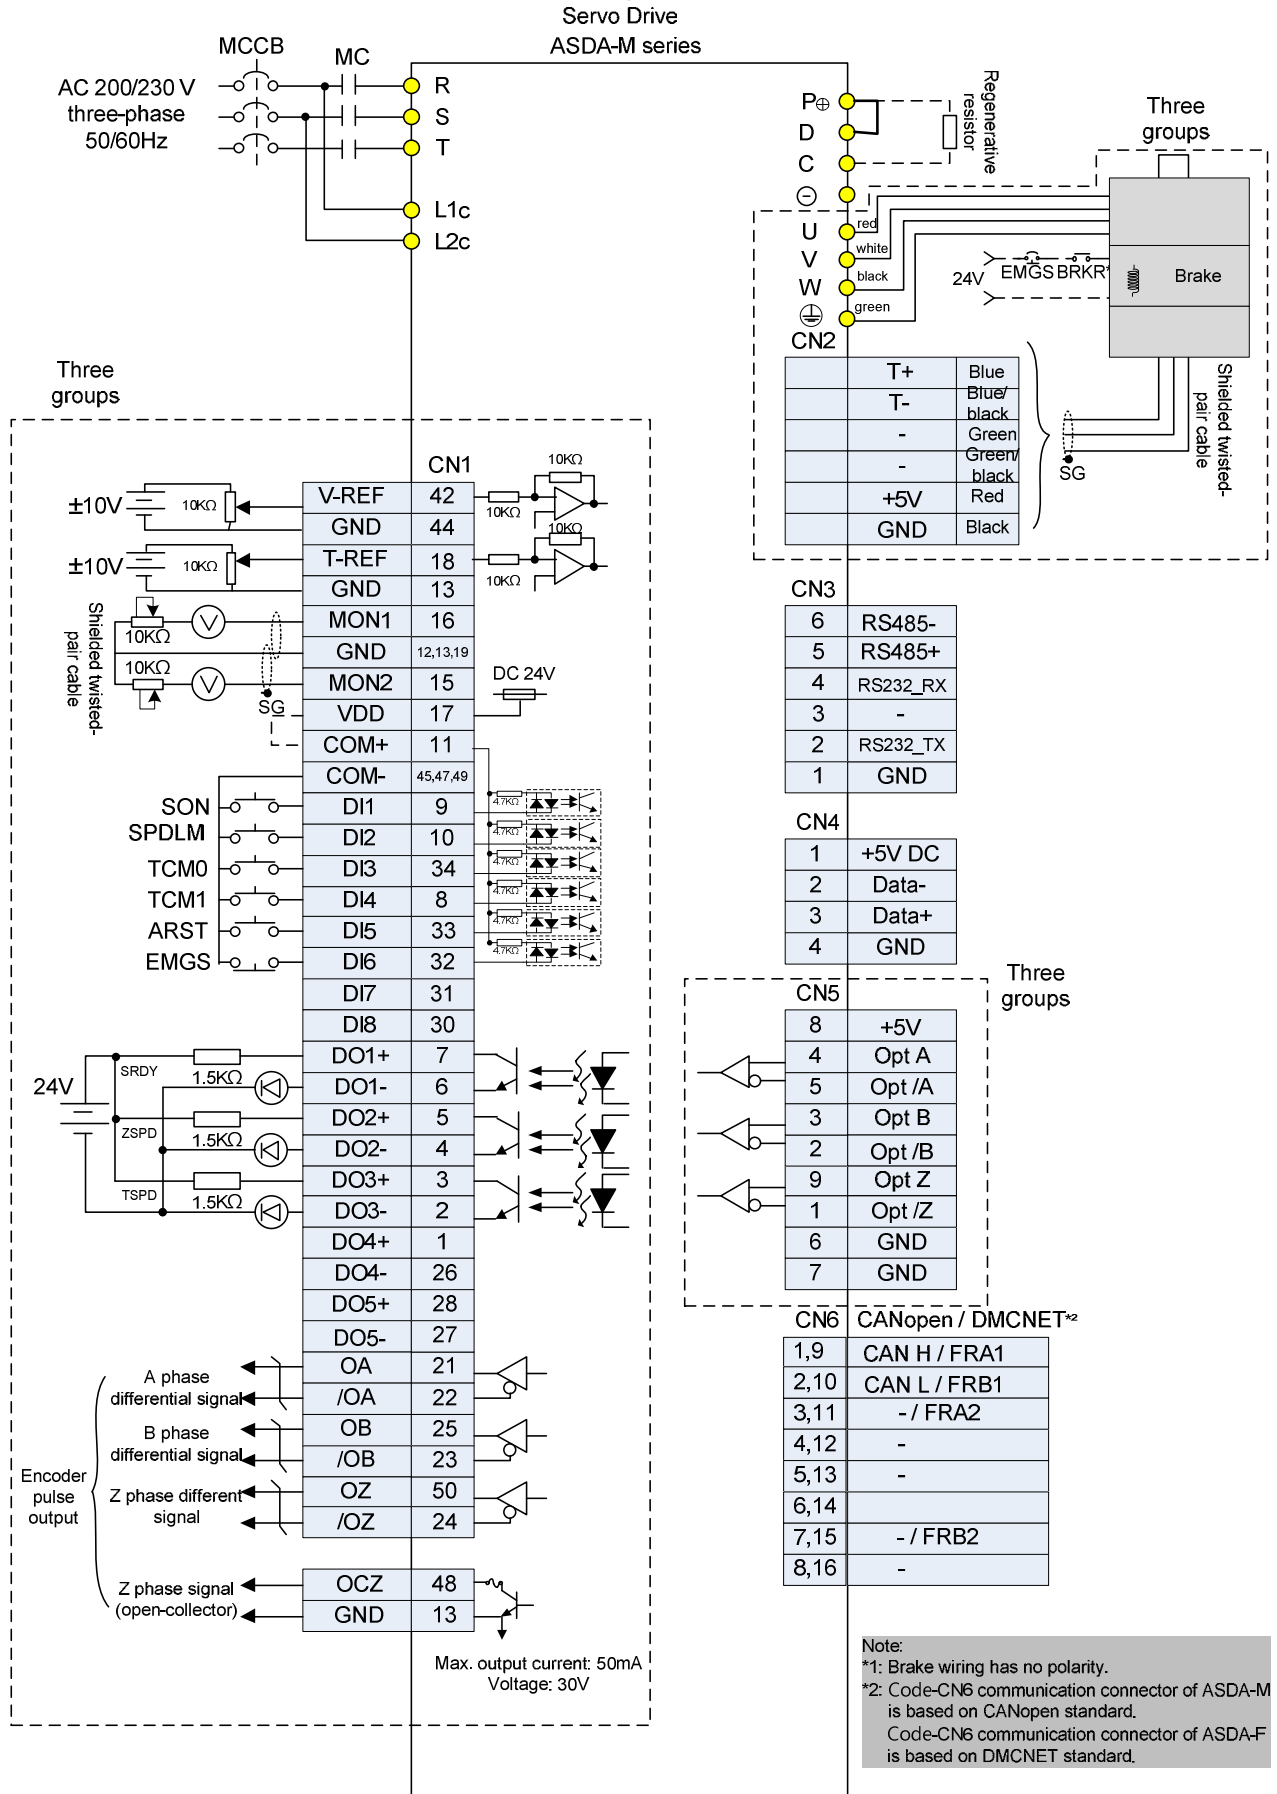 Servo Drive
ASDA-M series
MCCB
MC
AC 200/230 V
three-phase
50/60Hz
R
S
T
L1c
L2c
P⊕
D
C
⊖
Regenerative
resistor
Three
groups
U
V
W
red
white
black
green
24V
EMGS BRKR*
Brake
Shielded twisted-
pair cable
CN2
T+ Blue
T- Blue/
black
- Green
- Green/
black
+5V Red
GND Black
SG
Three
groups
CN1
±10V
10KΩ
V-REF 42
10KΩ
10KΩ
GND 44
±10V
10KΩ
T-REF 18
10KΩ
10KΩ
GND 13
Shielded twisted-
pair cable
10KΩ
V
MON1 16
GND 12,13,19
10KΩ
V
MON2 15
SG
DC 24V
VDD 17
COM+ 11
COM- 45,47,49
SON DI1 9 4.7KΩ
SPDLM DI2 10 4.7KΩ
TCM0 DI3 34 4.7KΩ
TCM1 DI4 8 4.7KΩ
ARST DI5 33 4.7KΩ
EMGS DI6 32 4.7KΩ
DI7 31
DI8 30
24V
SRDY
1.5KΩ
DO1+ 7
DO1- 6
ZSPD
1.5KΩ
DO2+ 5
DO2- 4
TSPD
1.5KΩ
DO3+ 3
DO3- 2
DO4+ 1
DO4- 26
DO5+ 28
DO5- 27
Encoder
pulse
output
A phase
differential signal
OA 21
/OA 22
B phase
differential signal
OB 25
/OB 23
Z phase different
signal
OZ 50
/OZ 24
Z phase signal
(open-collector)
OCZ 48
GND 13
Max. output current: 50mA
Voltage: 30V
CN3
6 RS485-
5 RS485+
4 RS232_RX
3 -
2 RS232_TX
1 GND
CN4
1 +5V DC
2 Data-
3 Data+
4 GND
Three
groups
CN5
8 +5V
4 Opt A
5 Opt /A
3 Opt B
2 Opt /B
9 Opt Z
1 Opt /Z
6 GND
7 GND
CN6 CANopen / DMCNET*2
1,9 CAN H / FRA1
2,10 CAN L / FRB1
3,11 - / FRA2
4,12 -
5,13 -
6,14
7,15 - / FRB2
8,16 -
Note:
*1: Brake wiring has no polarity.
*2: Code-CN6 communication connector of ASDA-M
is based on CANopen standard.
Code-CN6 communication connector of ASDA-F
is based on DMCNET standard.